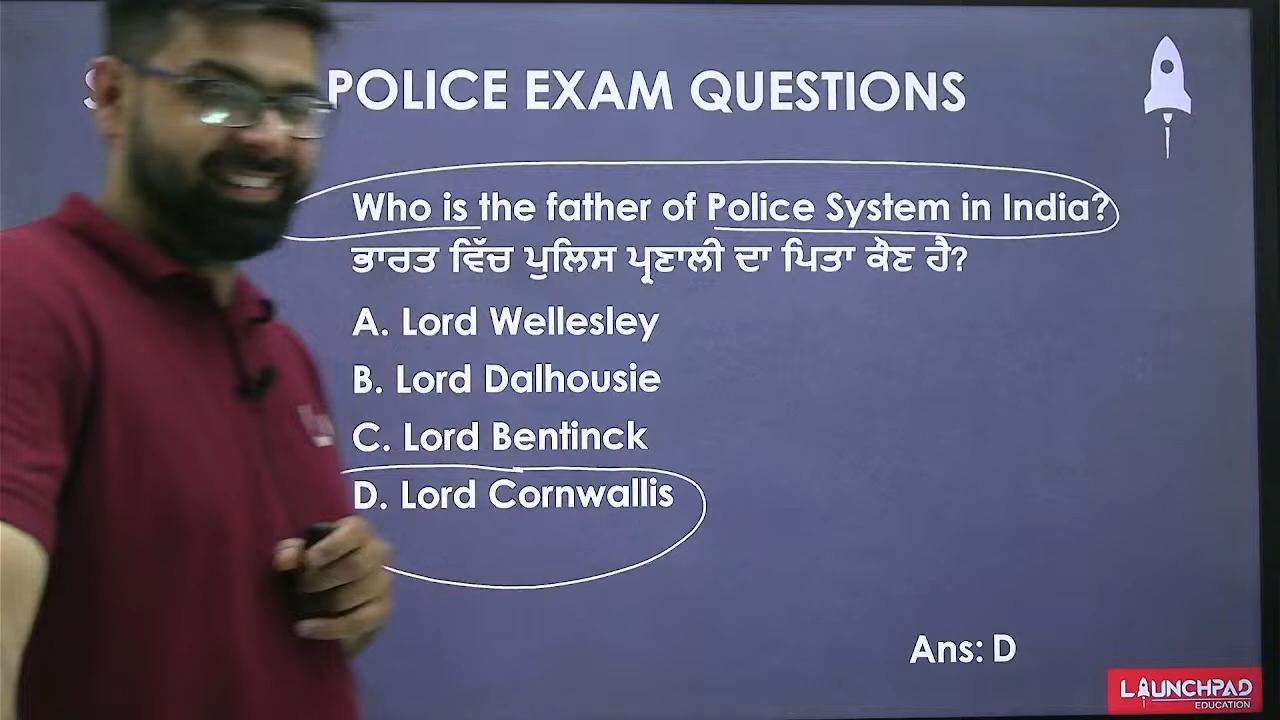 POLICE EXAM QUESTIONS
Who is the father of Police System in India?
ਭਾਰਤ ਵਿੱਚ ਪੁਲਿਸ ਪ੍ਰਣਾਲੀ ਦਾ ਪਿਤਾ ਕੌਣ ਹੈ?
A. Lord Wellesley
B. Lord Dalhousie
C. Lord Bentinck
D. Lord Cornwallis
Ans: D
LAUNCHPAD
EDUCATION